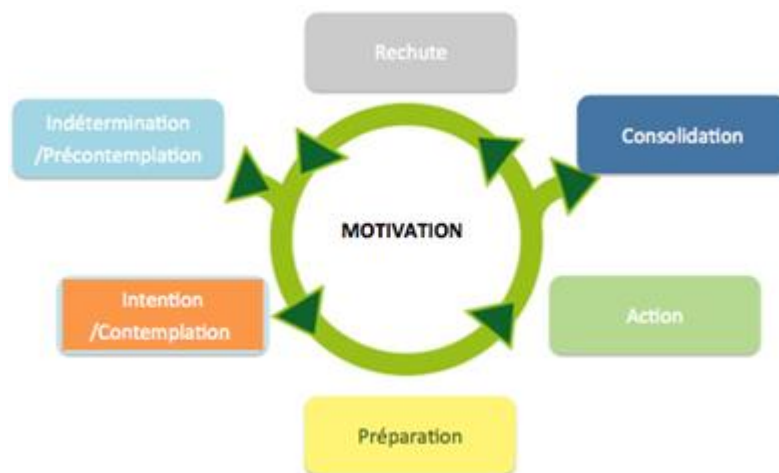 Rechute
Indétermination
/Précontemplation
Consolidation
MOTIVATION
Intention
/Contemplation
Action
Préparation